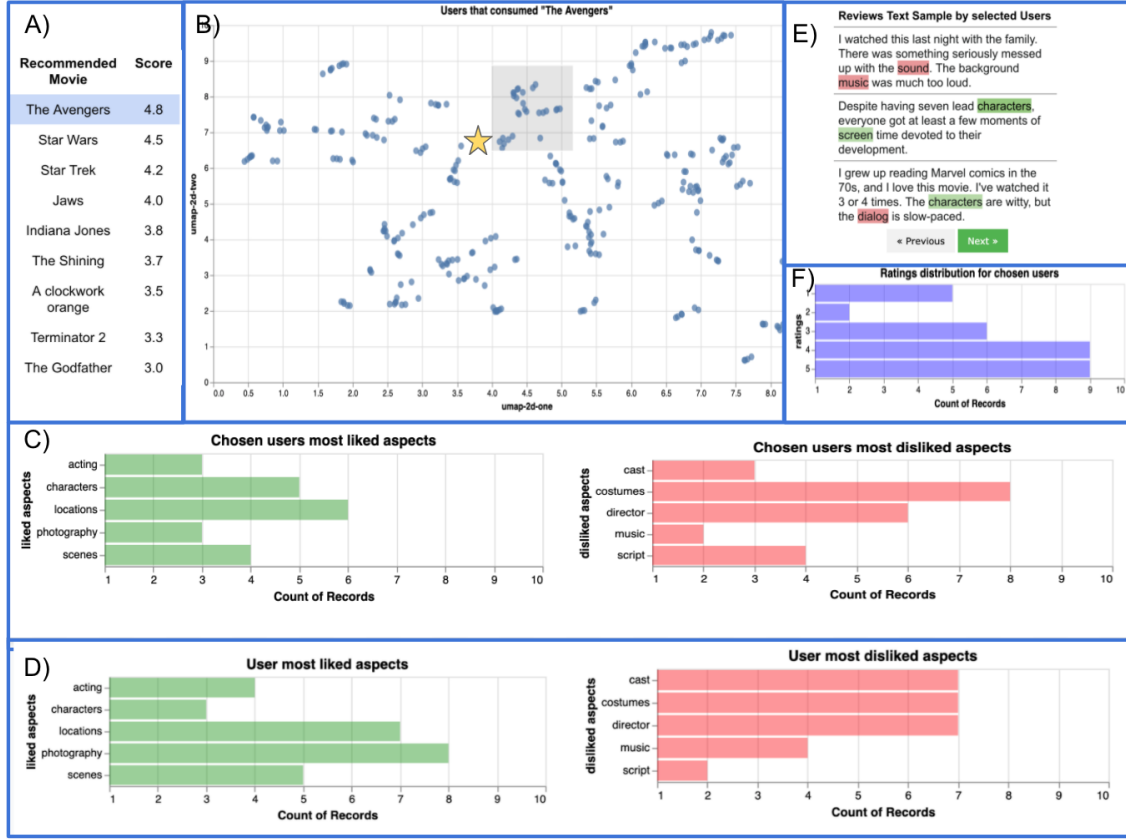 A)
Recommended Movie Score
The Avengers 4.8
Star Wars 4.5
Star Trek 4.2
Jaws 4.0
Indiana Jones 3.8
The Shining 3.7
A clockwork
orange 3.5
Terminator 2 3.3
The Godfather 3.0
B)
Users that consumed "The Avengers"
umap-2d-two
9
8
7
6
5
4
3
2
1
0
0.0 0.5 1.0 1.5 2.0 2.5 3.0 3.5 4.0 4.5 5.0 5.5 6.0 6.5 7.0 7.5 8.0
umap-2d-one
E)
Reviews Text Sample by selected Users
I watched this last night with the family.
There was something seriously messed
up with the sound. The background
music was much too loud.
Despite having seven lead characters,
everyone got at least a few moments of
screen time devoted to their
development.
I grew up reading Marvel comics in the
70s, and I love this movie. I've watched it
3 or 4 times. The characters are witty, but
the dialog is slow-paced.
« Previous Next »
F)
Ratings distribution for chosen users
ratings
1
2
3
4
5
1 2 3 4 5 6 7 8 9 10
Count of Records
C)
Chosen users most liked aspects
liked aspects
acting
characters
locations
photography
scenes
1 2 3 4 5 6 7 8 9 10
Count of Records
Chosen users most disliked aspects
disliked aspects
cast
costumes
director
music
script
1 2 3 4 5 6 7 8 9 10
Count of Records
D)
User most liked aspects
liked aspects
acting
characters
locations
photography
scenes
1 2 3 4 5 6 7 8 9 10
Count of Records
User most disliked aspects
disliked aspects
cast
costumes
director
music
script
1 2 3 4 5 6 7 8 9 10
Count of Records